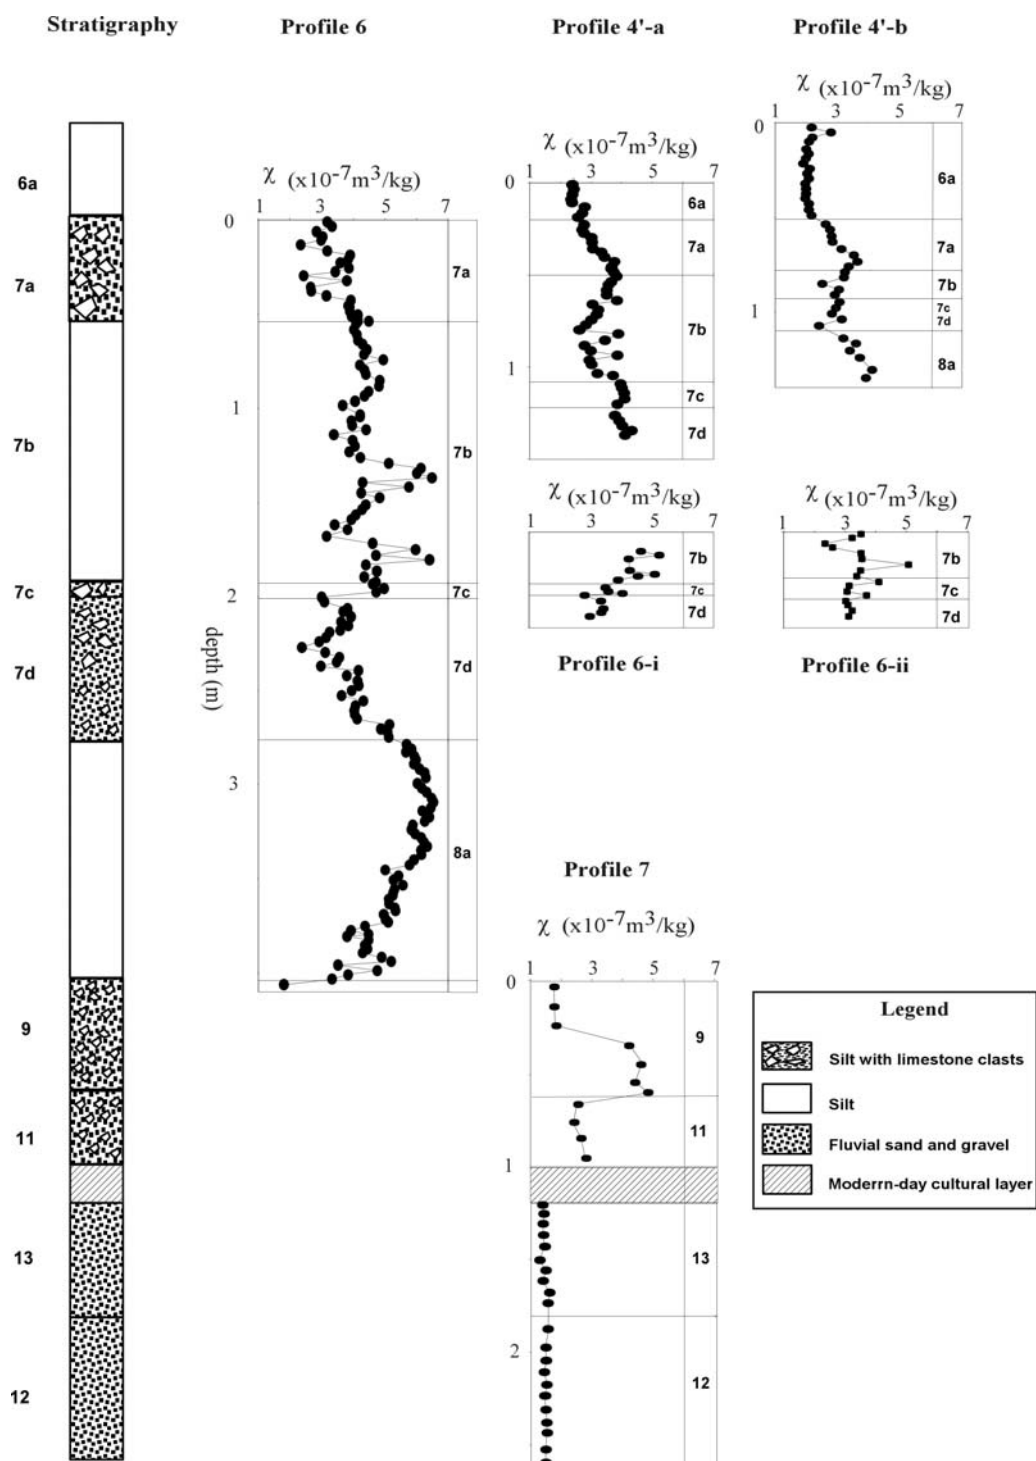 Stratigraphy
Profile 6
Profile 4'-a
Profile 4'-b
6a
7a
7b
7c
7d
9
11
13
12
χ (x10-7m3/kg)
1 3 5 7
0
1
2
3
depth (m)
7a
7b
7c
7d
8a
χ (x10-7m3/kg)
1 3 5 7
0
1
6a
7a
7b
7c
7d
χ (x10-7m3/kg)
1 3 5 7
0
1
6a
7a
7b
7c
7d
8a
χ (x10-7m3/kg)
1 3 5 7
7b
7c
7d
Profile 6-i
χ (x10-7m3/kg)
1 3 5 7
7b
7c
7d
Profile 6-ii
Profile 7
χ (x10-7m3/kg)
1 3 5 7
0
1
2
9
11
13
12
Legend
Silt with limestone clasts
Silt
Fluvial sand and gravel
Moderrn-day cultural layer